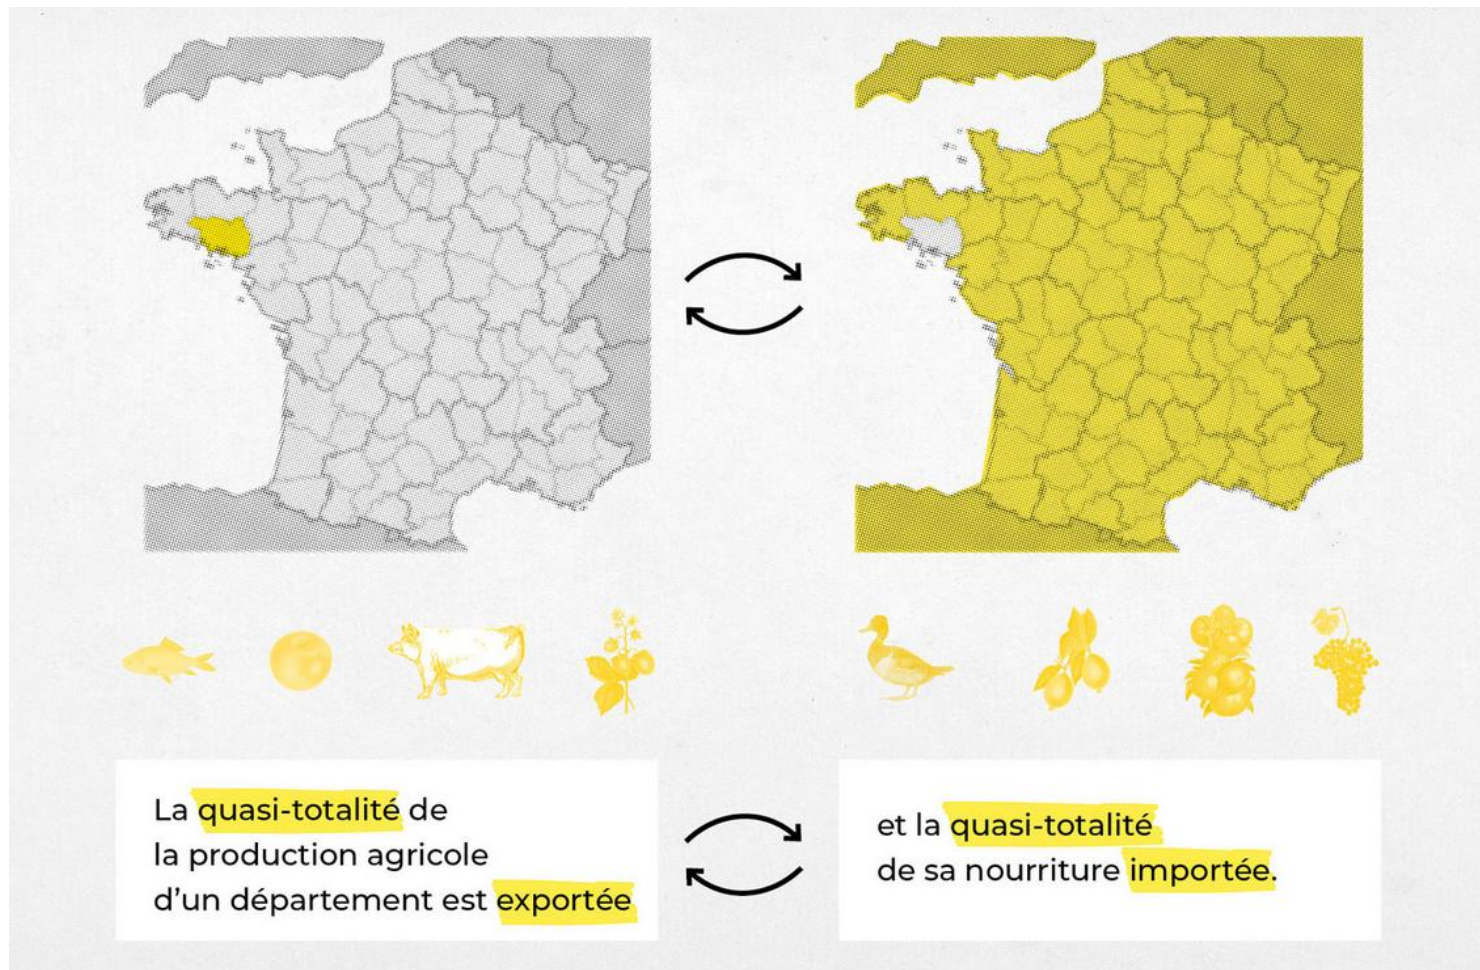 La quasi-totalité de
la production agricole
d’un département est exportée
et la quasi-totalité
de sa nourriture importée.